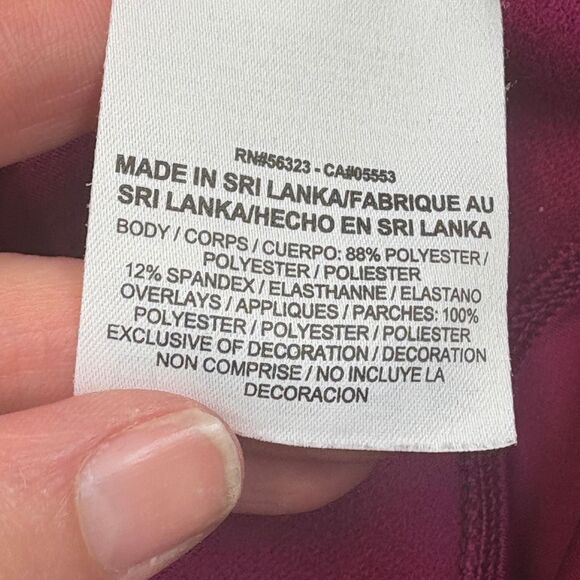 RN#56323 - CA#05553
MADE IN SRI LANKA/FABRIQUE AU
SRI LANKA/HECHO EN SRI LANKA
BODY / CORPS / CUERPO: 88% POLYESTER /
POLYESTER / POLIESTER
12% SPANDEX / ELASTHANNE / ELASTANO
OVERLAYS / APPLIQUES / PARCHES: 100%
POLYESTER / POLYESTER / POLIESTER
EXCLUSIVE OF DECORATION / DECORATION
NON COMPRISE / NO INCLUYE LA
DECORACION